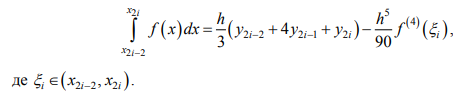 ∫_{x_{2i-2}}^{x_{2i}} f(x)dx = h/3 (y_{2i-2} + 4y_{2i-1} + y_{2i}) − h^5/90 f^{(4)}(ξ_i),
де ξ_i ∈ (x_{2i-2}, x_{2i}).